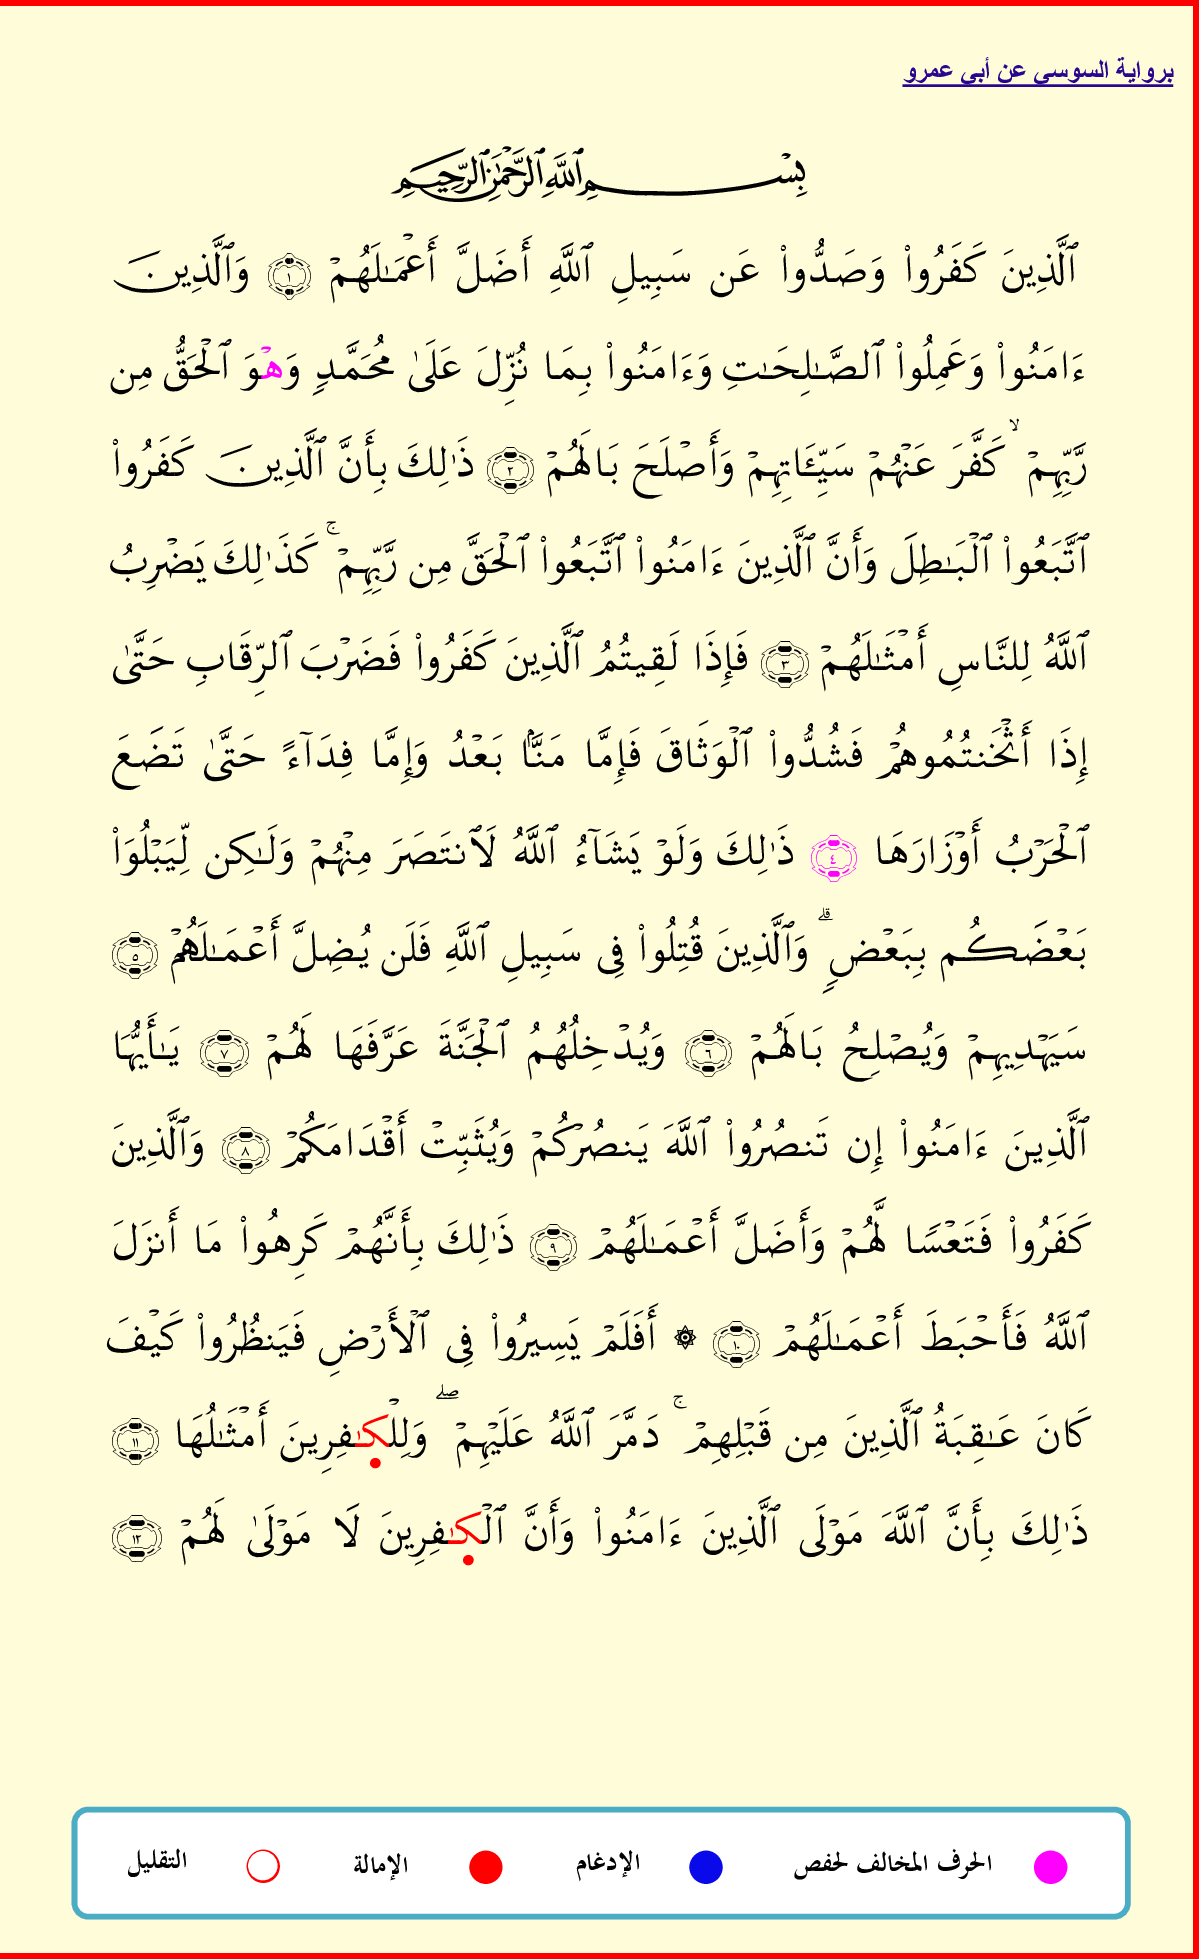 برواية السوسي عن أبي عمرو
بِسْمِ ٱللَّهِ ٱلرَّحْمَٰنِ ٱلرَّحِيمِ
ٱلَّذِينَ كَفَرُوا۟ وَصَدُّوا۟ عَن سَبِيلِ ٱللَّهِ أَضَلَّ أَعْمَـٰلَهُمْ ١ وَٱلَّذِينَ
ءَامَنُوا۟ وَعَمِلُوا۟ ٱلصَّـٰلِحَـٰتِ وَءَامَنُوا۟ بِمَا نُزِّلَ عَلَىٰ مُحَمَّدٍ وَهْوَ ٱلْحَقُّ مِن
رَّبِّهِمْ ۙ كَفَّرَ عَنْهُمْ سَيِّـَٔاتِهِمْ وَأَصْلَحَ بَالَهُمْ ٢ ذَٰلِكَ بِأَنَّ ٱلَّذِينَ كَفَرُوا۟
ٱتَّبَعُوا۟ ٱلْبَـٰطِلَ وَأَنَّ ٱلَّذِينَ ءَامَنُوا۟ ٱتَّبَعُوا۟ ٱلْحَقَّ مِن رَّبِّهِمْ ۚ كَذَٰلِكَ يَضْرِبُ
ٱللَّهُ لِلنَّاسِ أَمْثَـٰلَهُمْ ٣ فَإِذَا لَقِيتُمُ ٱلَّذِينَ كَفَرُوا۟ فَضَرْبَ ٱلرِّقَابِ حَتَّىٰ
إِذَا أَثْخَنتُمُوهُمْ فَشُدُّوا۟ ٱلْوَثَاقَ فَإِمَّا مَنًّۢا بَعْدُ وَإِمَّا فِدَآءً حَتَّىٰ تَضَعَ
ٱلْحَرْبُ أَوْزَارَهَا ٤ ذَٰلِكَ وَلَوْ يَشَآءُ ٱللَّهُ لَٱنتَصَرَ مِنْهُمْ وَلَـٰكِن لِّيَبْلُوَا۟
بَعْضَكُم بِبَعْضٍ ۗ وَٱلَّذِينَ قُتِلُوا۟ فِى سَبِيلِ ٱللَّهِ فَلَن يُضِلَّ أَعْمَـٰلَهُمْ ٥
سَيَهْدِيهِمْ وَيُصْلِحُ بَالَهُمْ ٦ وَيُدْخِلُهُمُ ٱلْجَنَّةَ عَرَّفَهَا لَهُمْ ٧ يَـٰأَيُّهَا
ٱلَّذِينَ ءَامَنُوا۟ إِن تَنصُرُوا۟ ٱللَّهَ يَنصُرْكُمْ وَيُثَبِّتْ أَقْدَامَكُمْ ٨ وَٱلَّذِينَ
كَفَرُوا۟ فَتَعْسًا لَّهُمْ وَأَضَلَّ أَعْمَـٰلَهُمْ ٩ ذَٰلِكَ بِأَنَّهُمْ كَرِهُوا۟ مَا أَنزَلَ
ٱللَّهُ فَأَحْبَطَ أَعْمَـٰلَهُمْ ١٠ ۞ أَفَلَمْ يَسِيرُوا۟ فِى ٱلْأَرْضِ فَيَنظُرُوا۟ كَيْفَ
كَانَ عَـٰقِبَةُ ٱلَّذِينَ مِن قَبْلِهِمْ ۚ دَمَّرَ ٱللَّهُ عَلَيْهِمْ ۖ وَلِلْكَـٰفِرِينَ أَمْثَـٰلُهَا ١١
ذَٰلِكَ بِأَنَّ ٱللَّهَ مَوْلَى ٱلَّذِينَ ءَامَنُوا۟ وَأَنَّ ٱلْكَـٰفِرِينَ لَا مَوْلَىٰ لَهُمْ ١٢
الحرف المخالف لحفص الإدغام الإمالة التقليل